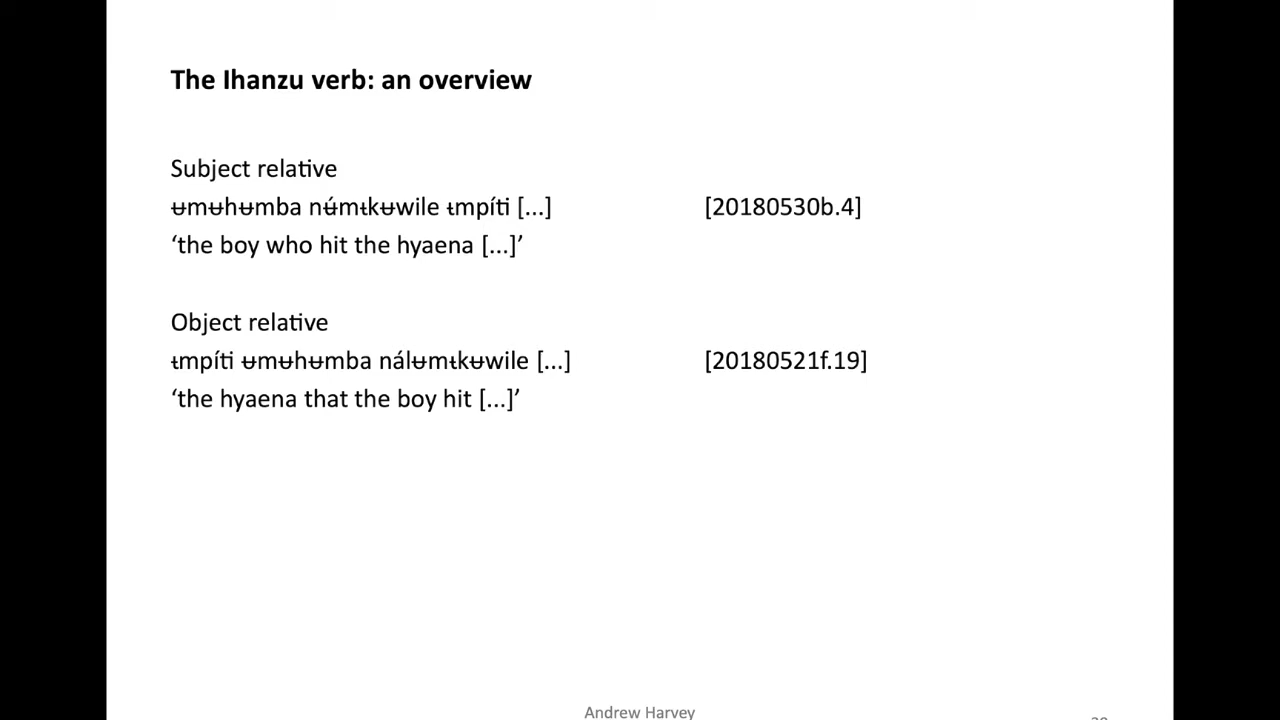 The Ihanzu verb: an overview
Subject relative
ʉmʉhʉmba nʉ́mɨkʉwile ɨmpíti [...] [20180530b.4]
‘the boy who hit the hyaena [...]’
Object relative
ɨmpíti ʉmʉhʉmba nálʉmɨkʉwile [...] [20180521f.19]
‘the hyaena that the boy hit [...]’
Andrew Harvey